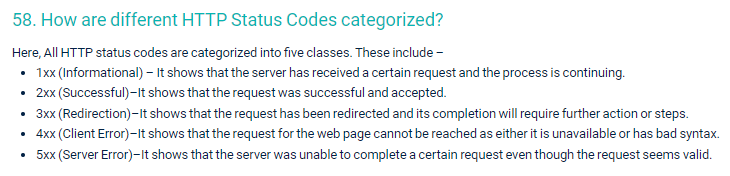 58. How are different HTTP Status Codes categorized?
Here, All HTTP status codes are categorized into five classes. These include –
• 1xx (Informational) – It shows that the server has received a certain request and the process is continuing.
• 2xx (Successful)–It shows that the request was successful and accepted.
• 3xx (Redirection)–It shows that the request has been redirected and its completion will require further action or steps.
• 4xx (Client Error)–It shows that the request for the web page cannot be reached as either it is unavailable or has bad syntax.
• 5xx (Server Error)–It shows that the server was unable to complete a certain request even though the request seems valid.